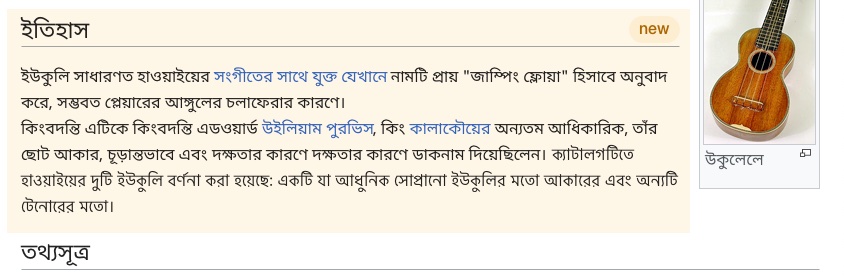 ইতিহাস
new
ইউকুলি সাধারণত হাওয়াইয়ের সংগীতের সাথে যুক্ত যেখানে নামটি প্রায় "জাম্পিং ফ্লোয়া" হিসাবে অনুবাদ
করে, সম্ভবত প্লেয়ারের আঙ্গুলের চলাফেরার কারণে।
কিংবদন্তি এটিকে কিংবদন্তি এডওয়ার্ড উইলিয়াম পুরভিস, কিং কালাকৌয়ের অন্যতম আধিকারিক, তাঁর
ছোট আকার, চূড়ান্তভাবে এবং দক্ষতার কারণে দক্ষতার কারণে ডাকনাম দিয়েছিলেন। ক্যাটালগটিতে
হাওয়াইয়ের দুটি ইউকুলি বর্ণনা করা হয়েছে: একটি যা আধুনিক সোপ্রানো ইউকুলির মতো আকারের এবং অন্যটি
টেনোরের মতো।
উকুলেলে
তথ্যসূত্র